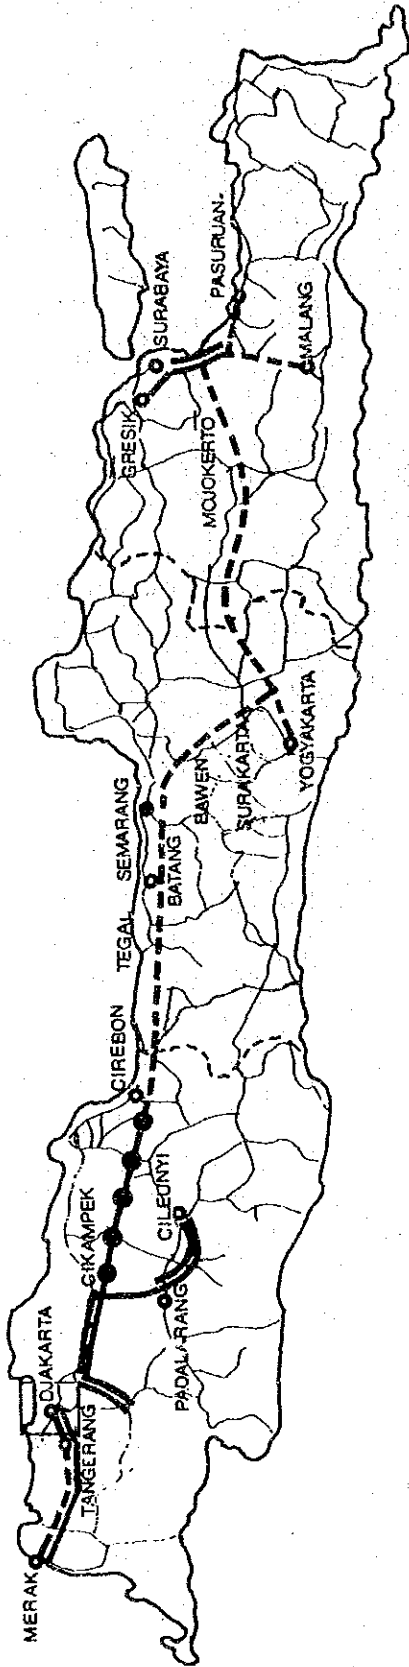 MERAK
TANGERANG
DJAKARTA
CIKAMPEK
PADALARANG
CILEUNYI
CIREBON
TEGAL
BATANG
SEMARANG
BAWEN
SURAKARTA
YOGYAKARTA
MOJOKERTO
GRESIK
SURABAYA
PASURUAN
MALANG